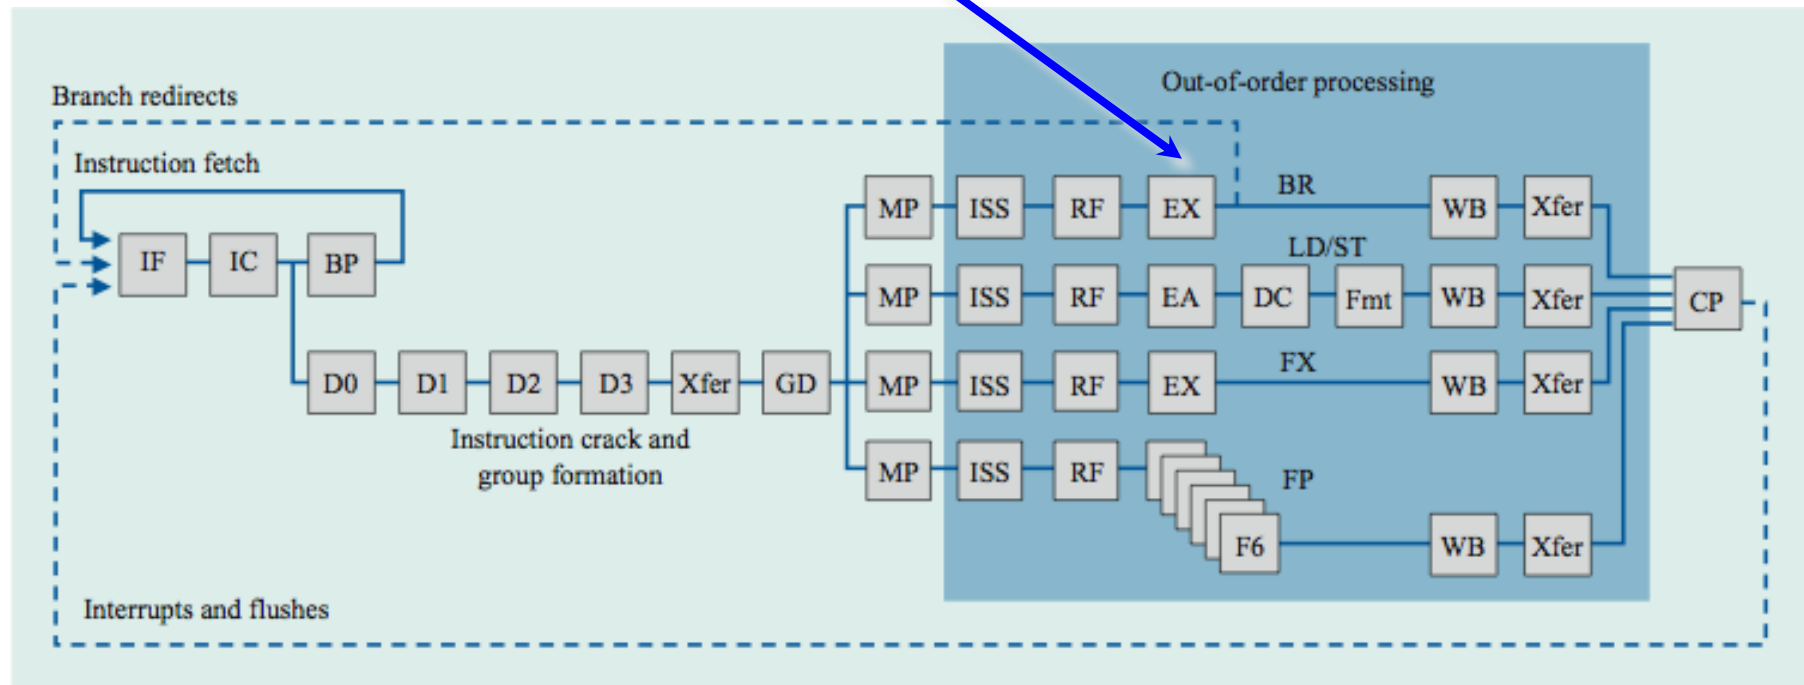 Out-of-order processing
Branch redirects
Instruction fetch
MP ISS RF EX BR WB Xfer
IF IC BP
LD/ST
MP ISS RF EA DC Fmt WB Xfer CP
D0 D1 D2 D3 Xfer GD MP ISS RF EX FX WB Xfer
Instruction crack and
group formation
MP ISS RF FP
F6 WB Xfer
Interrupts and flushes